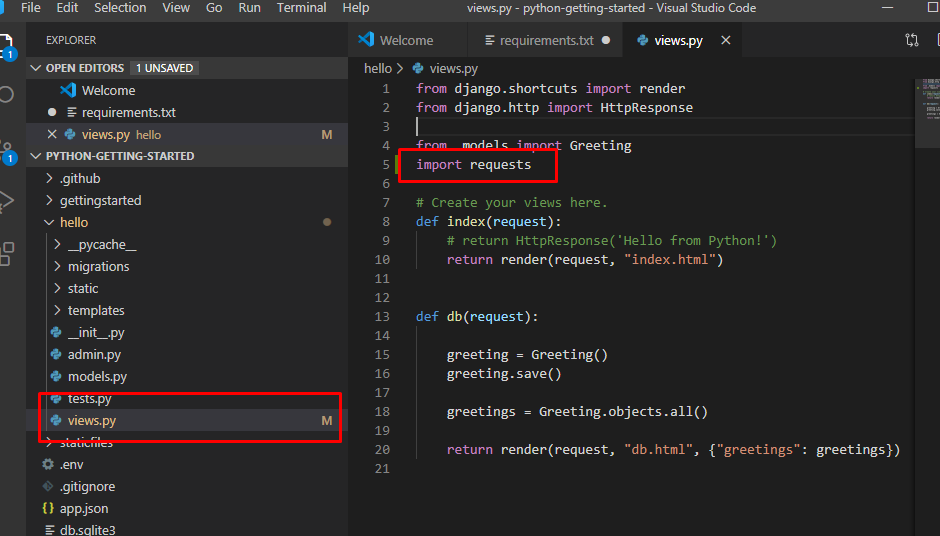 File Edit Selection View Go Run Terminal Help views.py - python-getting-started - Visual Studio Code
EXPLORER
OPEN EDITORS 1 UNSAVED
Welcome
requirements.txt
views.py hello M
PYTHON-GETTING-STARTED
.github
gettingstarted
hello
__pycache__
migrations
static
templates
__init__.py
admin.py
models.py
tests.py
views.py M
staticfiles
.env
.gitignore
app.json
db.sqlite3
1
1
Welcome requirements.txt views.py
hello > views.py
1 from django.shortcuts import render
2 from django.http import HttpResponse
3
4 from .models import Greeting
5 import requests
6
7 # Create your views here.
8 def index(request):
9 # return HttpResponse('Hello from Python!')
10 return render(request, "index.html")
11
12
13 def db(request):
14
15 greeting = Greeting()
16 greeting.save()
17
18 greetings = Greeting.objects.all()
19
20 return render(request, "db.html", {"greetings": greetings})
21